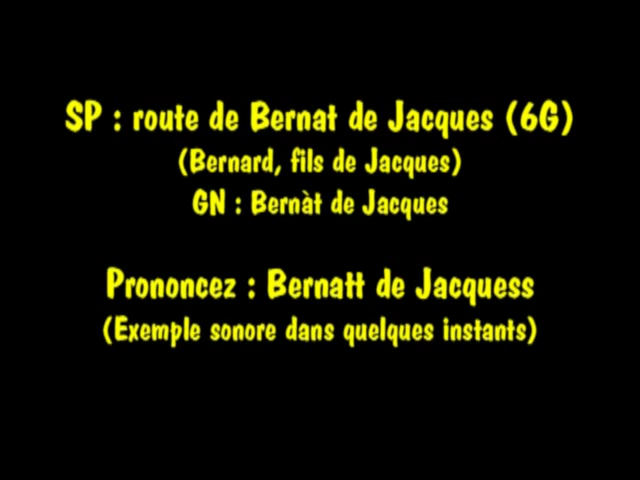 SP : route de Bernat de Jacques (6G)
(Bernard, fils de Jacques)
GN : Bernàt de Jacques
Prononcez : Bernatt de Jacquess
(Exemple sonore dans quelques instants)